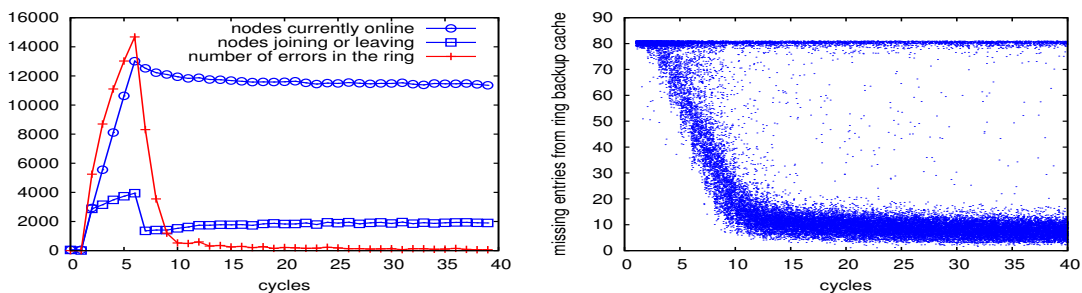 16000
14000
12000
10000
8000
6000
4000
2000
0
nodes currently online
nodes joining or leaving
number of errors in the ring
0 5 10 15 20 25 30 35 40
cycles
missing entries from ring backup cache
90
80
70
60
50
40
30
20
10
0
0 5 10 15 20 25 30 35 40
cycles